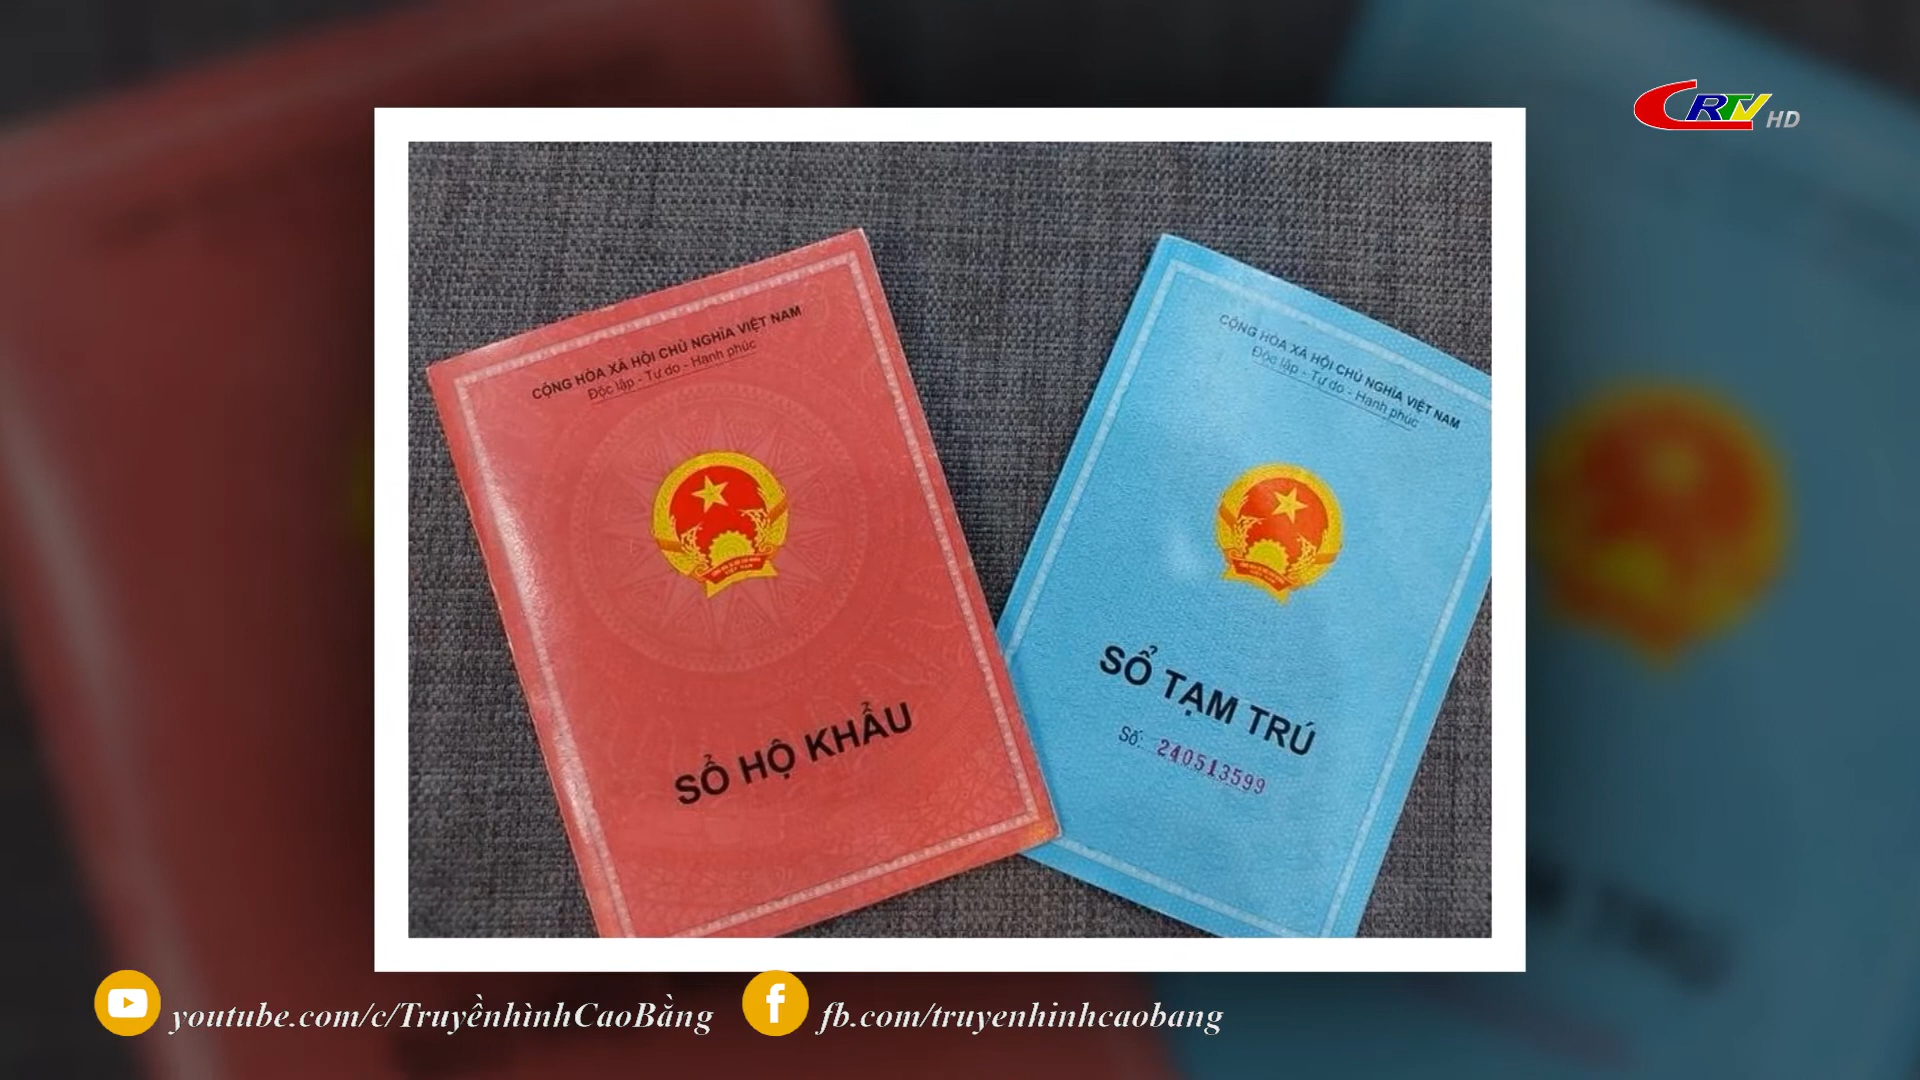 CRTV HD
CỘNG HÒA XÃ HỘI CHỦ NGHĨA VIỆT NAM
Độc lập - Tự do - Hạnh phúc
SỔ HỘ KHẨU
CỘNG HÒA XÃ HỘI CHỦ NGHĨA VIỆT NAM
Độc lập - Tự do - Hạnh phúc
SỔ TẠM TRÚ
Số: 240513599
TRÚ
youtube.com/c/TruyềnhìnhCaoBằng
fb.com/truyenhinhcaobang